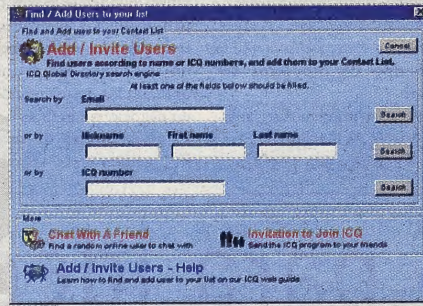 Find / Add Users to your list
Find and Add users to your Contact List
Add / Invite Users
Cancel
Find users according to name or ICQ numbers, and add them to your Contact List.
ICQ Global Directory search engine
At least one of the fields below should be filled.
Search by Email
Search
or by Nickname First name Last name
Search
or by ICQ number
Search
More
Chat With A Friend
Find a random online user to chat with
Invitation to Join ICQ
Send the ICQ program to your friends
Add / Invite Users - Help
Learn how to find and add user to your list on our ICQ web guide